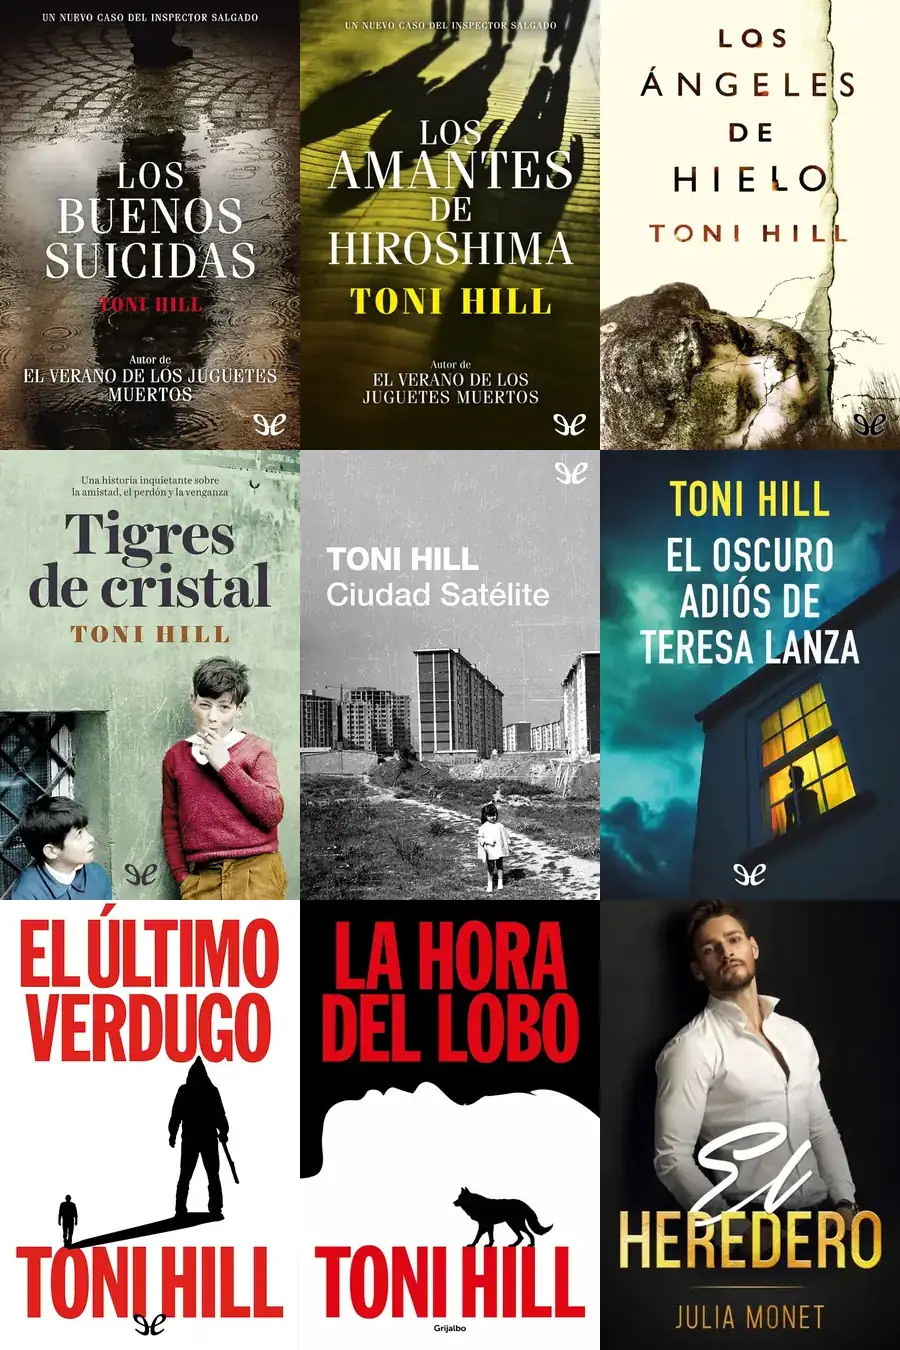 UN NUEVO CASO DEL INSPECTOR SALGADO
LOS
BUENOS
SUICIDAS
TONI HILL
Autor de
EL VERANO DE LOS JUGUETES
MUERTOS
UN NUEVO CASO DEL INSPECTOR SALGADO
LOS
AMANTES
DE
HIROSHIMA
TONI HILL
Autor de
EL VERANO DE LOS
JUGUETES MUERTOS
LOS
ÁNGELES
DE
HIELO
TONI HILL
Una historia inquietante sobre
la amistad, el perdón y la venganza
Tigres
de cristal
TONI HILL
TONI HILL
Ciudad Satélite
TONI HILL
EL OSCURO
ADIÓS DE
TERESA LANZA
EL ÚLTIMO
VERDUGO
TONI HILL
LA HORA
DEL LOBO
TONI HILL
Grijalbo
El
HEREDERO
JULIA MONET